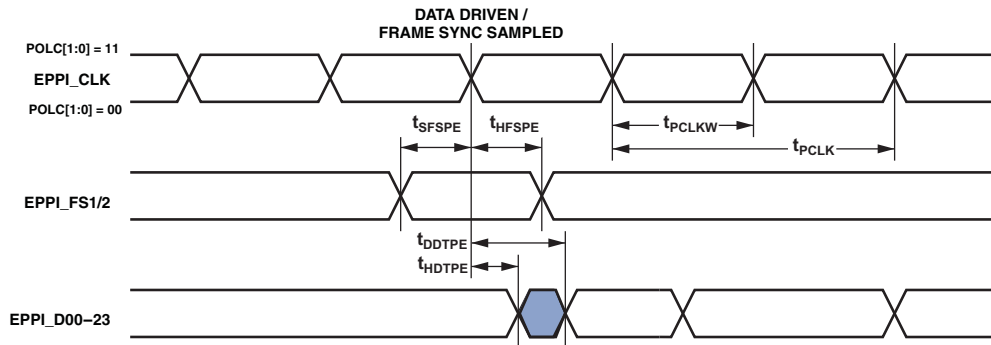 DATA DRIVEN /
FRAME SYNC SAMPLED
POLC[1:0] = 11
EPPI_CLK
POLC[1:0] = 00
tSFSPE
tHFSPE
tPCLKW
tPCLK
EPPI_FS1/2
tDDTPE
tHDTPE
EPPI_D00–23